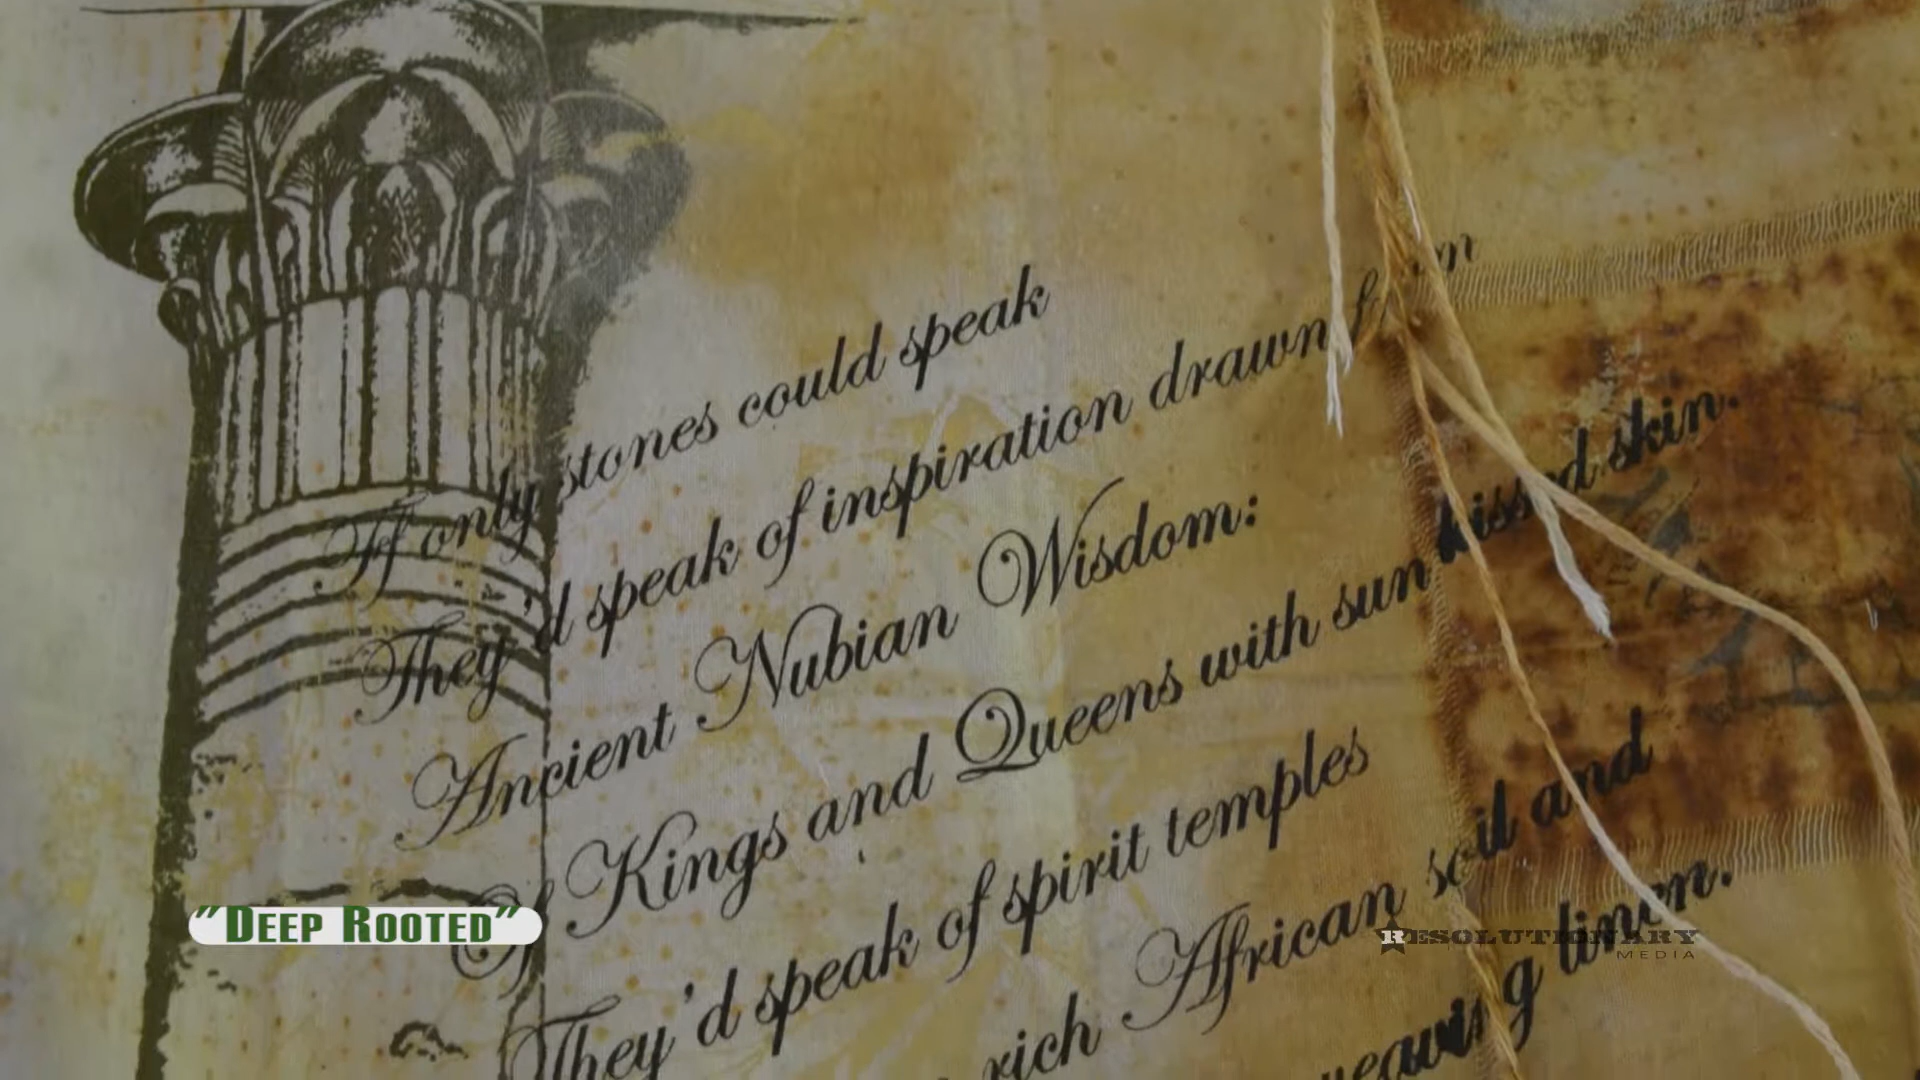 If only stones could speak
They'd speak of inspiration drawn from
Ancient Nubian Wisdom:
Of Kings and Queens with sun kissed skin.
They'd speak of spirit temples
rich African soil and
weaving linen.
"DEEP ROOTED"
RESOLUTIONARY
MEDIA